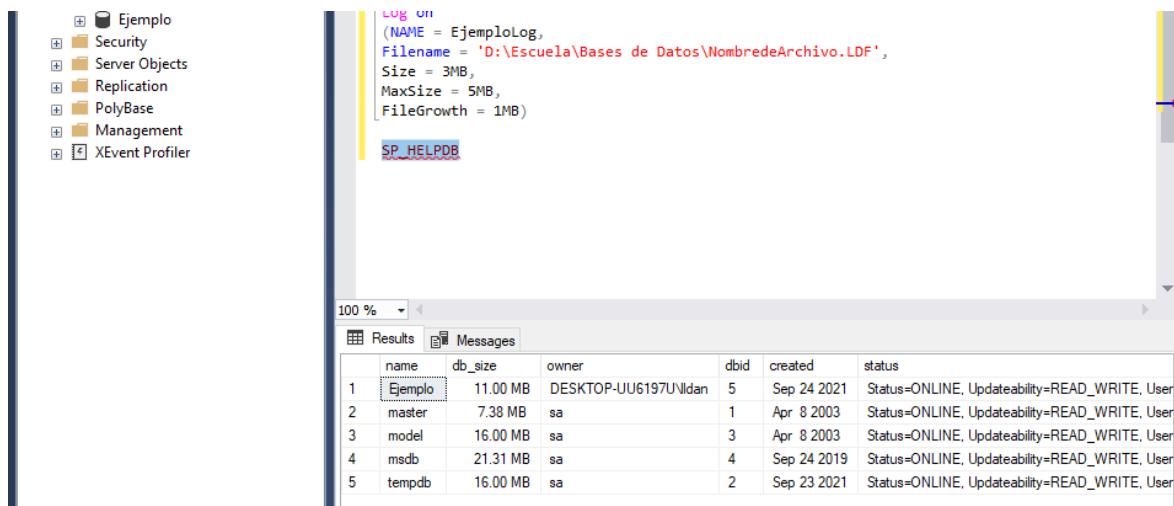 Ejemplo
Security
Server Objects
Replication
PolyBase
Management
XEvent Profiler
Log on
(NAME = EjemploLog,
Filename = 'D:\Escuela\Bases de Datos\NombredeArchivo.LDF',
Size = 3MB,
MaxSize = 5MB,
FileGrowth = 1MB)
SP_HELPDB
100 %
Results Messages
name db_size owner dbid created status
1 Ejemplo 11.00 MB DESKTOP-UU6197U\Ildan 5 Sep 24 2021 Status=ONLINE, Updateability=READ_WRITE, User
2 master 7.38 MB sa 1 Apr 8 2003 Status=ONLINE, Updateability=READ_WRITE, User
3 model 16.00 MB sa 3 Apr 8 2003 Status=ONLINE, Updateability=READ_WRITE, User
4 msdb 21.31 MB sa 4 Sep 24 2019 Status=ONLINE, Updateability=READ_WRITE, User
5 tempdb 16.00 MB sa 2 Sep 23 2021 Status=ONLINE, Updateability=READ_WRITE, User